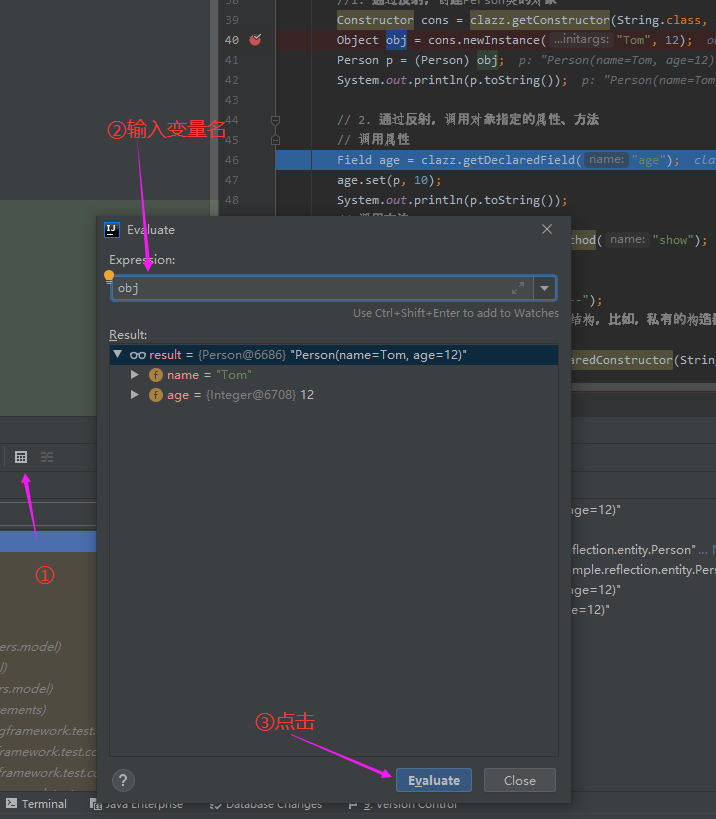 38 //1. 通过反射，创建Person类的对象
39 Constructor cons = clazz.getConstructor(String.class,
40 Object obj = cons.newInstance( ...initargs: "Tom", 12);
41 Person p = (Person) obj; p: "Person(name=Tom, age=12)
42 System.out.println(p.toString()); p: "Person(name=Tom
43
44 // 2. 通过反射，调用对象指定的属性、方法
45 // 调用属性
46 Field age = clazz.getDeclaredField( name: "age");
47 age.set(p, 10);
48 System.out.println(p.toString());
②输入变量名
Evaluate
Expression:
obj
Use Ctrl+Shift+Enter to add to Watches
Result:
result = {Person@6686} "Person(name=Tom, age=12)"
name = "Tom"
age = {Integer@6708} 12
hod( name: "show");
--");
结构，比如，私有的构造器
aredConstructor(String
①
age=12)"
flection.entity.Person" ...
mple.reflection.entity.Pers
age=12)"
e=12)"
ers.model)
l)
rs.model)
ements)
gframework.test.
ework.test.co
framework.test.co
③点击
?
Evaluate
Close
Terminal
Java Enterprise
Database Changes
9: Version Control